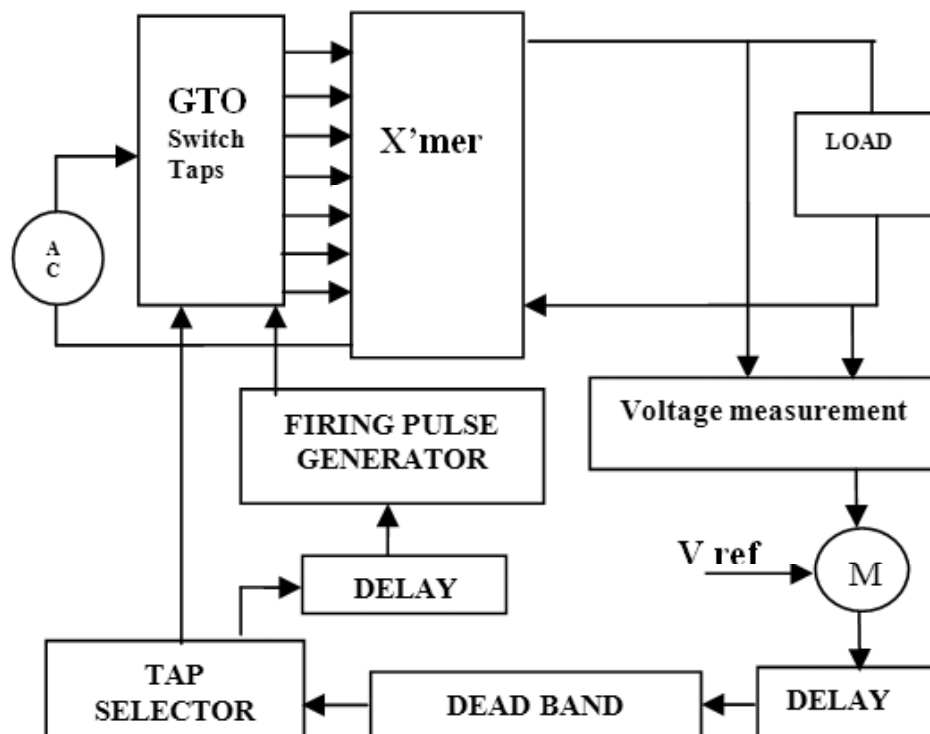 GTO
Switch
Taps
X’mer
LOAD
A
C
FIRING PULSE
GENERATOR
Voltage measurement
V ref
M
DELAY
TAP
SELECTOR
DEAD BAND
DELAY